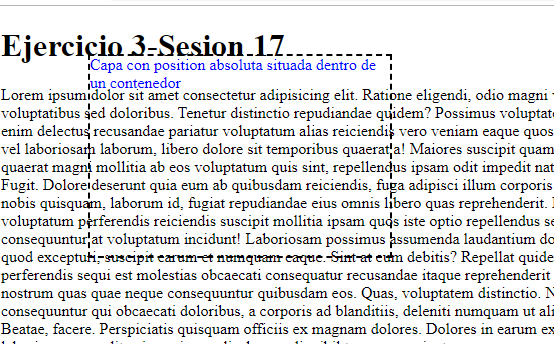 Ejercicio 3-Sesion 17
Capa con position absoluta situada dentro de
un contenedor
Lorem ipsum dolor sit amet consectetur adipisicing elit. Ratione eligendi, odio magni
voluptatibus sed doloribus. Tenetur distinctio repudiandae quidem? Possimus voluptat
enim delectus recusandae pariatur voluptatum alias reiciendis vero veniam eaque quos
vel laboriosam laborum, libero dolore sit temporibus quaerat a! Maiores suscipit quam
quaerat magni mollitia ab eos voluptatum quis sint, repellendus ipsam odit impedit nat
Fugit. Dolore deserunt quia eum ab quibusdam reiciendis, fuga adipisci illum corporis
nobis quisquam, laborum id, fugiat repudiandae eius omnis libero quas reprehenderit.
voluptatum perferendis reiciendis suscipit mollitia ipsam quos iste optio repellendus se
consequuntur at voluptatum incidunt! Laboriosam possimus assumenda laudantium do
quod excepturi, suscipit earum et numquam eaque. Sint at eum debitis? Repellat quide
perferendis sequi est molestias obcaecati consequatur recusandae itaque reprehenderit
nostrum quas quae neque consequuntur quibusdam eos. Quas, voluptatem distinctio. N
consequuntur qui obcaecati doloribus, a corporis ad blanditiis, deleniti numquam ut ali
Beatae, facere. Perspiciatis quisquam officiis ex magnam dolores. Dolores in earum ex